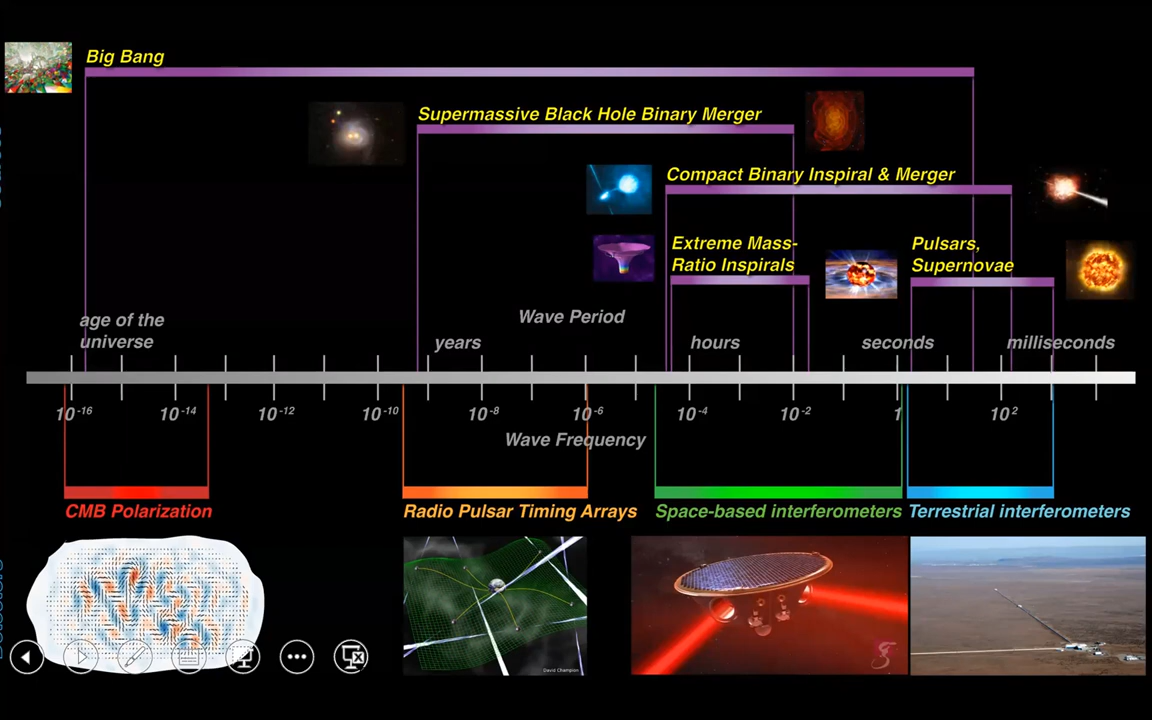 Big Bang
Supermassive Black Hole Binary Merger
Compact Binary Inspiral & Merger
Extreme Mass-
Ratio Inspirals
Pulsars,
Supernovae
age of the
universe
Wave Period
years
hours
seconds
milliseconds
10⁻¹⁶
10⁻¹⁴
10⁻¹²
10⁻¹⁰
10⁻⁸
10⁻⁶
10⁻⁴
10⁻²
1
10²
Wave Frequency
CMB Polarization
Radio Pulsar Timing Arrays
Space-based interferometers
Terrestrial interferometers
David Champion